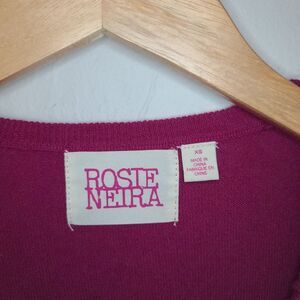 ROSIE
NEIRA
XS
MADE IN
CHINA
FABRIQUÉ EN
CHINE